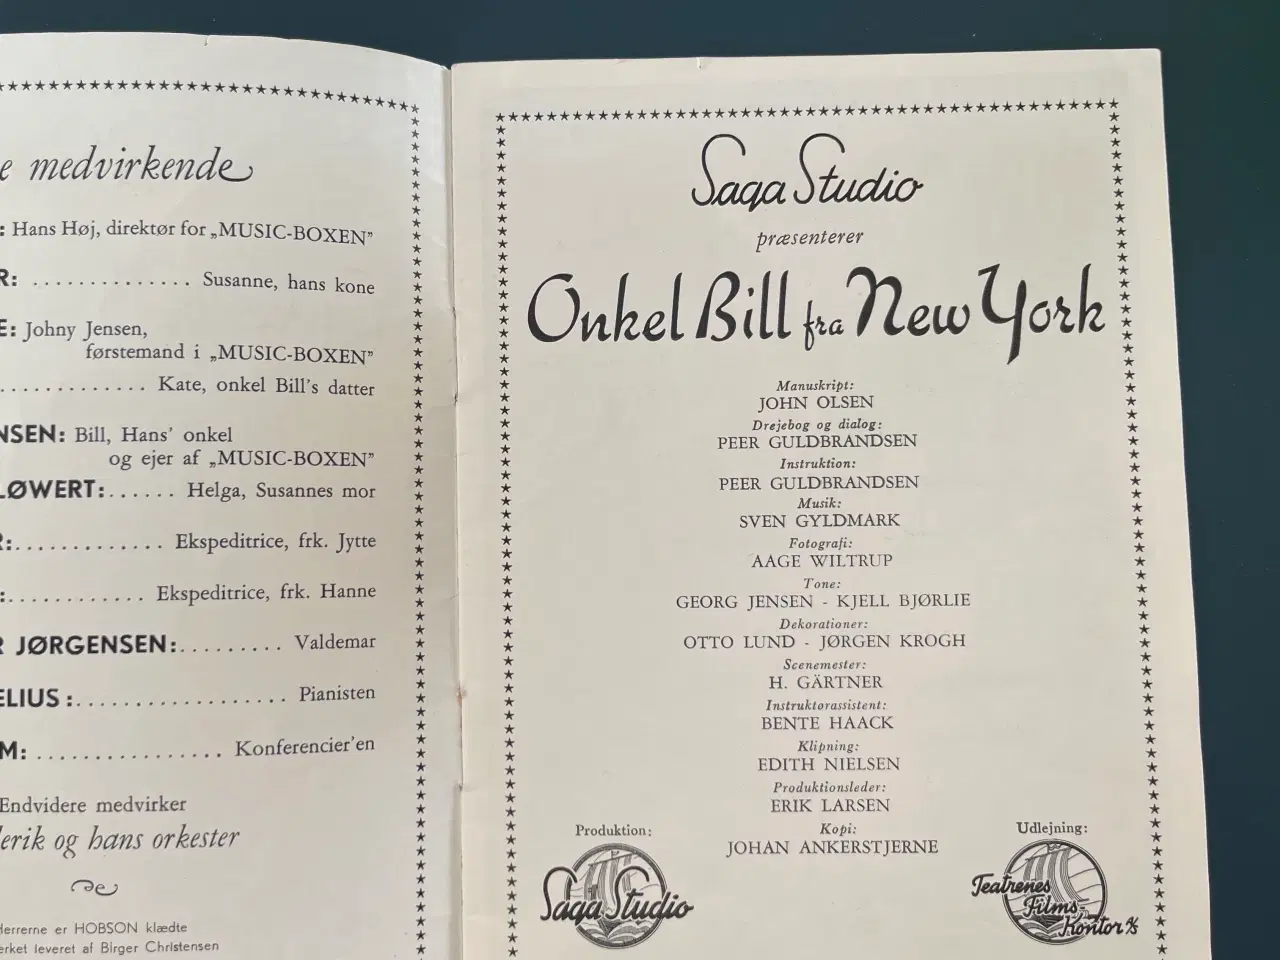 medvirkende
: Hans Høj, direktør for „MUSIC-BOXEN”
R: .............. Susanne, hans kone
E: Johny Jensen,
førstemand i „MUSIC-BOXEN”
............. Kate, onkel Bill's datter
NSEN: Bill, Hans' onkel
og ejer af „MUSIC-BOXEN”
LØWERT:...... Helga, Susannes mor
R:............. Ekspeditrice, frk. Jytte
:............ Ekspeditrice, frk. Hanne
R JØRGENSEN:......... Valdemar
ELIUS :.................. Pianisten
M: ................ Konferencier'en
Endvidere medvirker
erik og hans orkester
Herrerne er HOBSON klædte
erket leveret af Birger Christensen
Saga Studio
præsenterer
Onkel Bill fra New York
Manuskript:
JOHN OLSEN
Drejebog og dialog:
PEER GULDBRANDSEN
Instruktion:
PEER GULDBRANDSEN
Musik:
SVEN GYLDMARK
Fotografi:
AAGE WILTRUP
Tone:
GEORG JENSEN - KJELL BJØRLIE
Dekorationer:
OTTO LUND - JØRGEN KROGH
Scenemester:
H. GÄRTNER
Instruktørassistent:
BENTE HAACK
Klipning:
EDITH NIELSEN
Produktionsleder:
ERIK LARSEN
Kopi:
JOHAN ANKERSTJERNE
Produktion:
Saga Studio
Udlejning:
Teatrenes
Films-
Kontor A/S